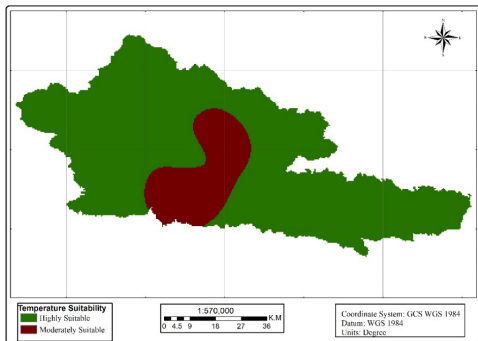 N
Temperature Suitability
Highly Suitable
Moderately Suitable
1:570,000
K.M
0 4.5 9 18 27 36
Coordinate System: GCS WGS 1984
Datum: WGS 1984
Units: Degree